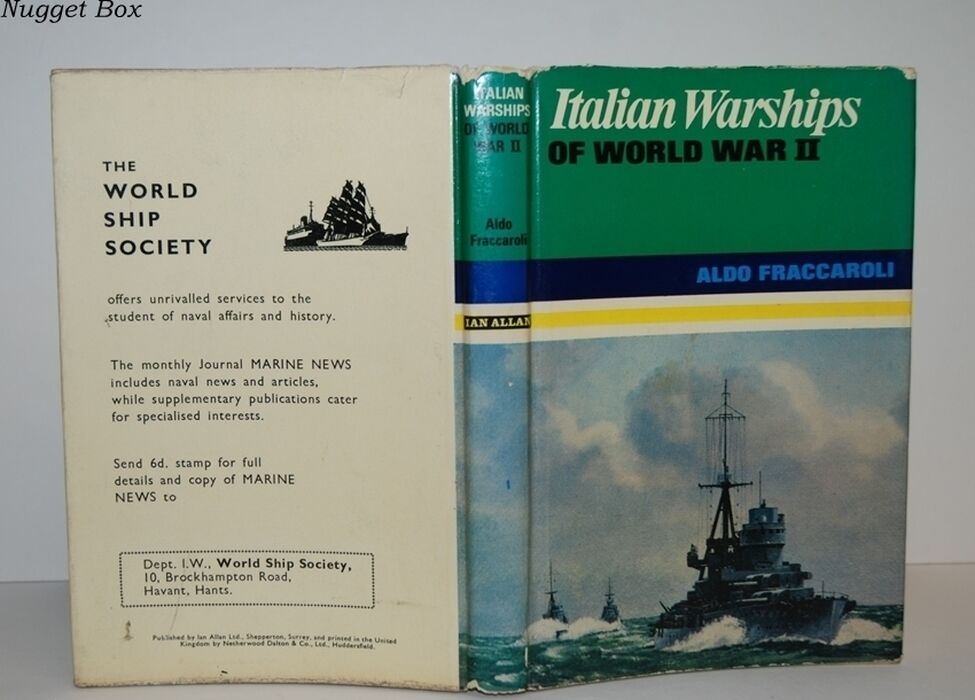 Nugget Box
THE
WORLD
SHIP
SOCIETY
offers unrivalled services to the
student of naval affairs and history.
The monthly Journal MARINE NEWS
includes naval news and articles,
while supplementary publications cater
for specialised interests.
Send 6d. stamp for full
details and copy of MARINE
NEWS to
Dept. I.W., World Ship Society,
10, Brockhampton Road,
Havant, Hants.
Published by Ian Allan Ltd., Shepperton, Surrey, and printed in the United
Kingdom by Netherwood Dalton & Co., Ltd., Huddersfield.
ITALIAN
WARSHIPS
OF WORLD
WAR II
Aldo
Fraccaroli
IAN ALLAN
Italian Warships
OF WORLD WAR II
ALDO FRACCAROLI